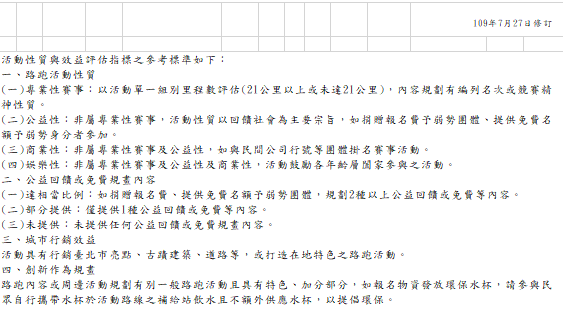 109年7月27日修訂
活動性質與效益評估指標之參考標準如下：
一、路跑活動性質
(一)專業性賽事：以活動單一組別里程數評估(21公里以上或未達21公里)，內容規劃有編列名次或競賽精
神性質。
(二)公益性：非屬專業性賽事，活動性質以回饋社會為主要宗旨，如捐贈報名費予弱勢團體、提供免費名
額予弱勢身分者參加。
(三)商業性：非屬專業性賽事及公益性，如與民間公司行號等團體掛名賽事活動。
(四)娛樂性：非屬專業性賽事及公益性及商業性，活動鼓勵各年齡層闔家參與之活動。
二、公益回饋或免費規畫內容
(一)達相當比例：如捐贈報名費、提供免費名額予弱勢團體，規劃2種以上公益回饋或免費等內容。
(二)部分提供：僅提供1種公益回饋或免費等內容。
(三)未提供：未提供任何公益回饋或免費規畫內容。
三、城市行銷效益
活動具有行銷臺北市亮點、古蹟建築、道路等，或打造在地特色之路跑活動。
四、創新作為規畫
路跑內容或周邊活動規劃有別一般路跑活動且具有特色、加分部分，如報名物資發放環保水杯，請參與民
眾自行攜帶水杯於活動路線之補給站飲水且不額外供應水杯，以提倡環保。